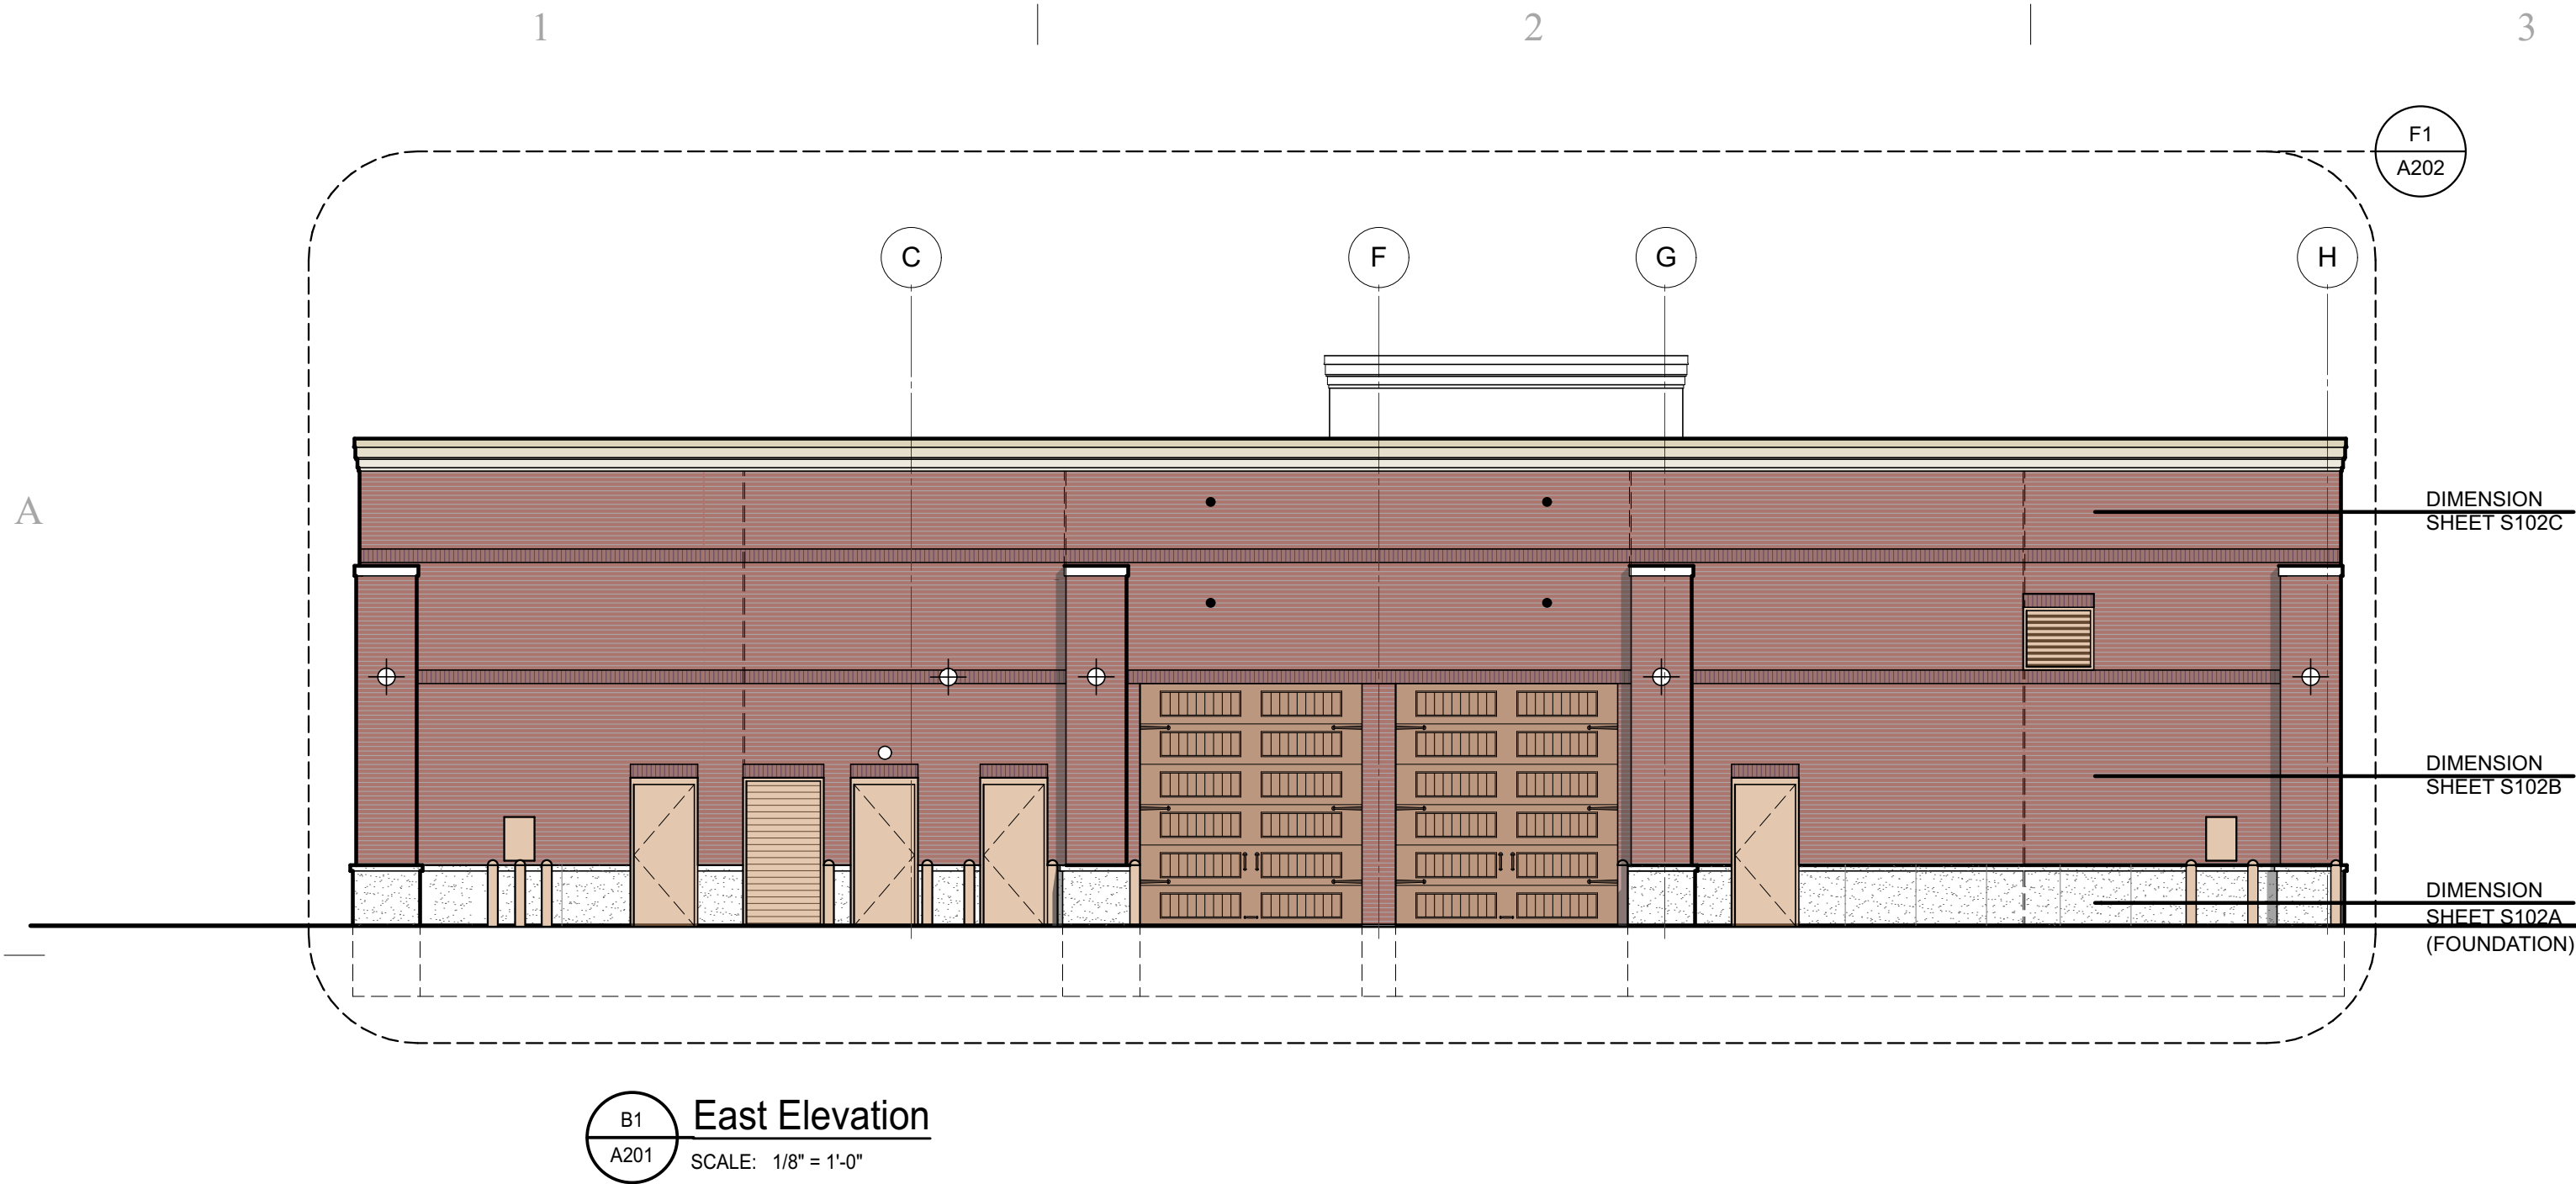 1
2
3
F1
A202
C
F
G
H
A
DIMENSION
SHEET S102C
DIMENSION
SHEET S102B
DIMENSION
SHEET S102A
(FOUNDATION)
B1
A201
East Elevation
SCALE: 1/8" = 1'-0"